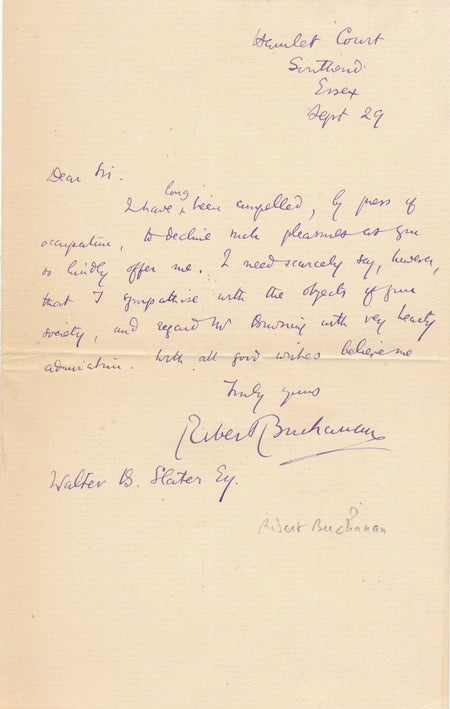 Hamlet Court
Southend
Essex
Sept 29
Dear Sir.
long
I have ‸ been compelled, by press of
occupation, to decline such pleasures as you
so kindly offer me. I need scarcely say, however,
that I sympathise with the objects of your
society, and regard Mr Browning with very hearty
admiration. With all good wishes believe me
Truly yours
Robert Buchanan
Walter B. Slater Esq.
Robert Buchanan